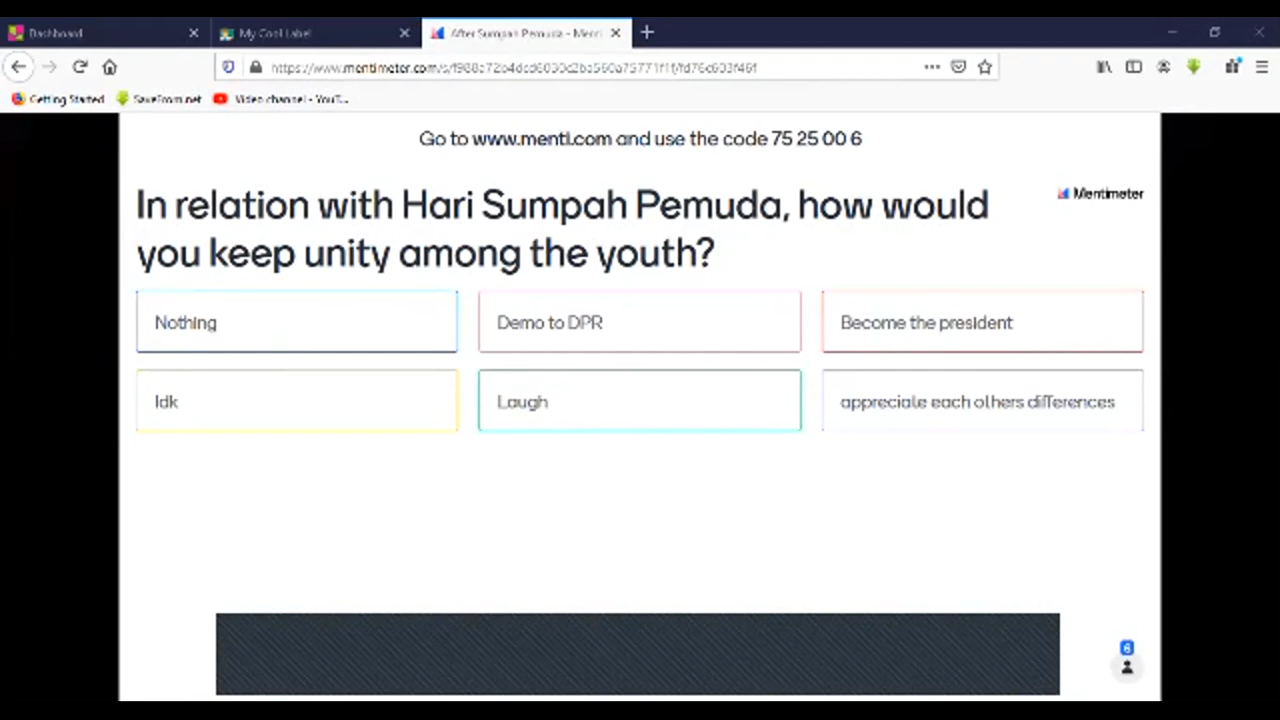 Dashboard
My Cool Label
After Sumpah Pemuda - Menti
Getting Started
SaveFrom.net
Video channel - YouT...
Go to www.menti.com and use the code 75 25 00 6
In relation with Hari Sumpah Pemuda, how would
you keep unity among the youth?
Mentimeter
Nothing
Demo to DPR
Become the president
Idk
Laugh
appreciate each others differences
6